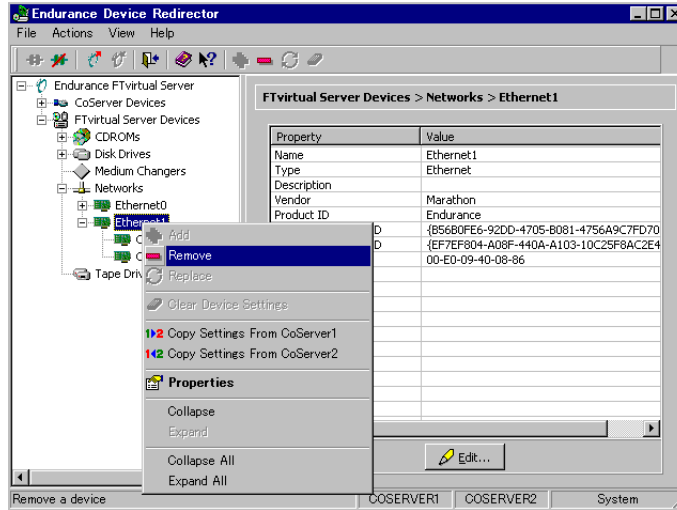 Endurance Device Redirector
File Actions View Help
Endurance FTvirtual Server
CoServer Devices
FTvirtual Server Devices
CDROMs
Disk Drives
Medium Changers
Networks
Ethernet0
Ethernet1
C
C
Tape Driv
Add
Remove
Replace
Clear Device Settings
1▸2 Copy Settings From CoServer1
1◂2 Copy Settings From CoServer2
Properties
Collapse
Expand
Collapse All
Expand All
FTvirtual Server Devices > Networks > Ethernet1
Property Value
Name Ethernet1
Type Ethernet
Description
Vendor Marathon
Product ID Endurance
D {B56B0FE6-92DD-4705-B081-4756A9C7FD70
D {EF7EF804-A08F-440A-A103-10C25F8AC2E4
00-E0-09-40-08-86
Edit...
Remove a device COSERVER1 COSERVER2 System